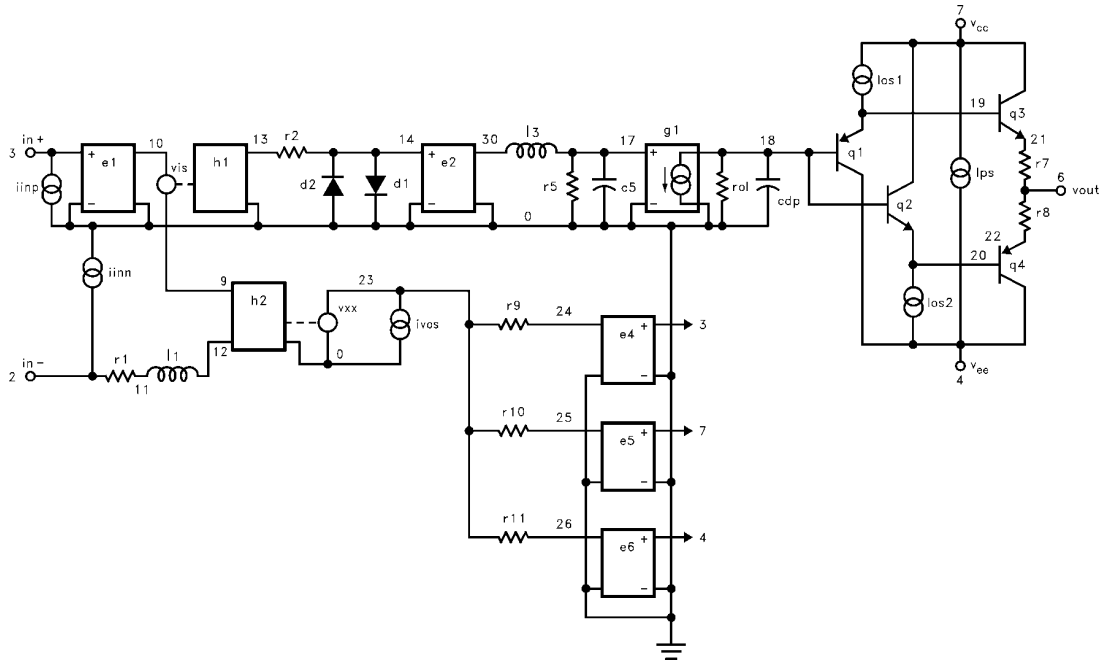 7
vcc
Ios1
19
q3
21
in+
3
10
13
r2
14
30
l3
17
g1
18
e1
vis
h1
e2
q1
r7
iinp
d2
d1
r5
c5
rol
cdp
Ips
6
vout
q2
r8
0
22
20
q4
iinn
9
h2
23
vxx
ivos
r9
24
e4
+
3
Ios2
in-
2
r1
11
l1
12
0
-
vee
4
r10
25
e5
+
7
-
r11
26
e6
+
4
-
+
-
+
-
+
-